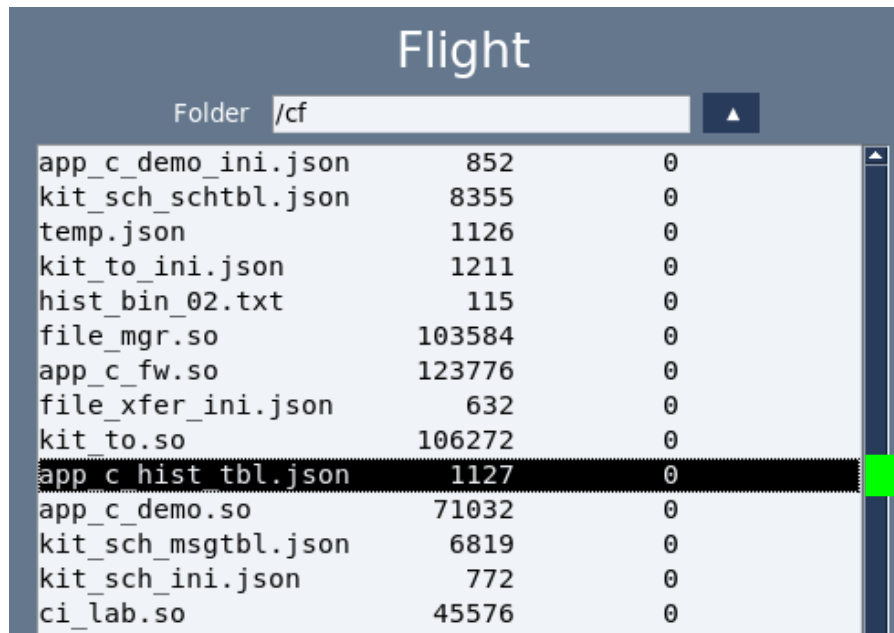 Flight
Folder /cf ▲
app_c_demo_ini.json 852 0
kit_sch_schtbl.json 8355 0
temp.json 1126 0
kit_to_ini.json 1211 0
hist_bin_02.txt 115 0
file_mgr.so 103584 0
app_c_fw.so 123776 0
file_xfer_ini.json 632 0
kit_to.so 106272 0
app_c_hist_tbl.json 1127 0
app_c_demo.so 71032 0
kit_sch_msgtbl.json 6819 0
kit_sch_ini.json 772 0
ci_lab.so 45576 0